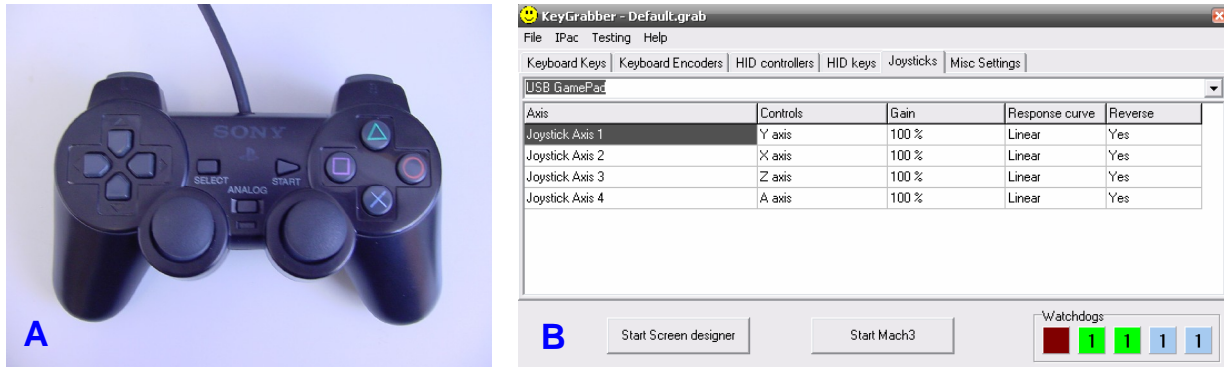 SONY
SELECT
START
ANALOG
A
KeyGrabber - Default.grab
File IPac Testing Help
Keyboard Keys Keyboard Encoders HID controllers HID keys Joysticks Misc Settings
USB GamePad
Axis Controls Gain Response curve Reverse
Joystick Axis 1 Y axis 100 % Linear Yes
Joystick Axis 2 X axis 100 % Linear Yes
Joystick Axis 3 Z axis 100 % Linear Yes
Joystick Axis 4 A axis 100 % Linear Yes
Watchdogs
B Start Screen designer Start Mach3 1 1 1 1